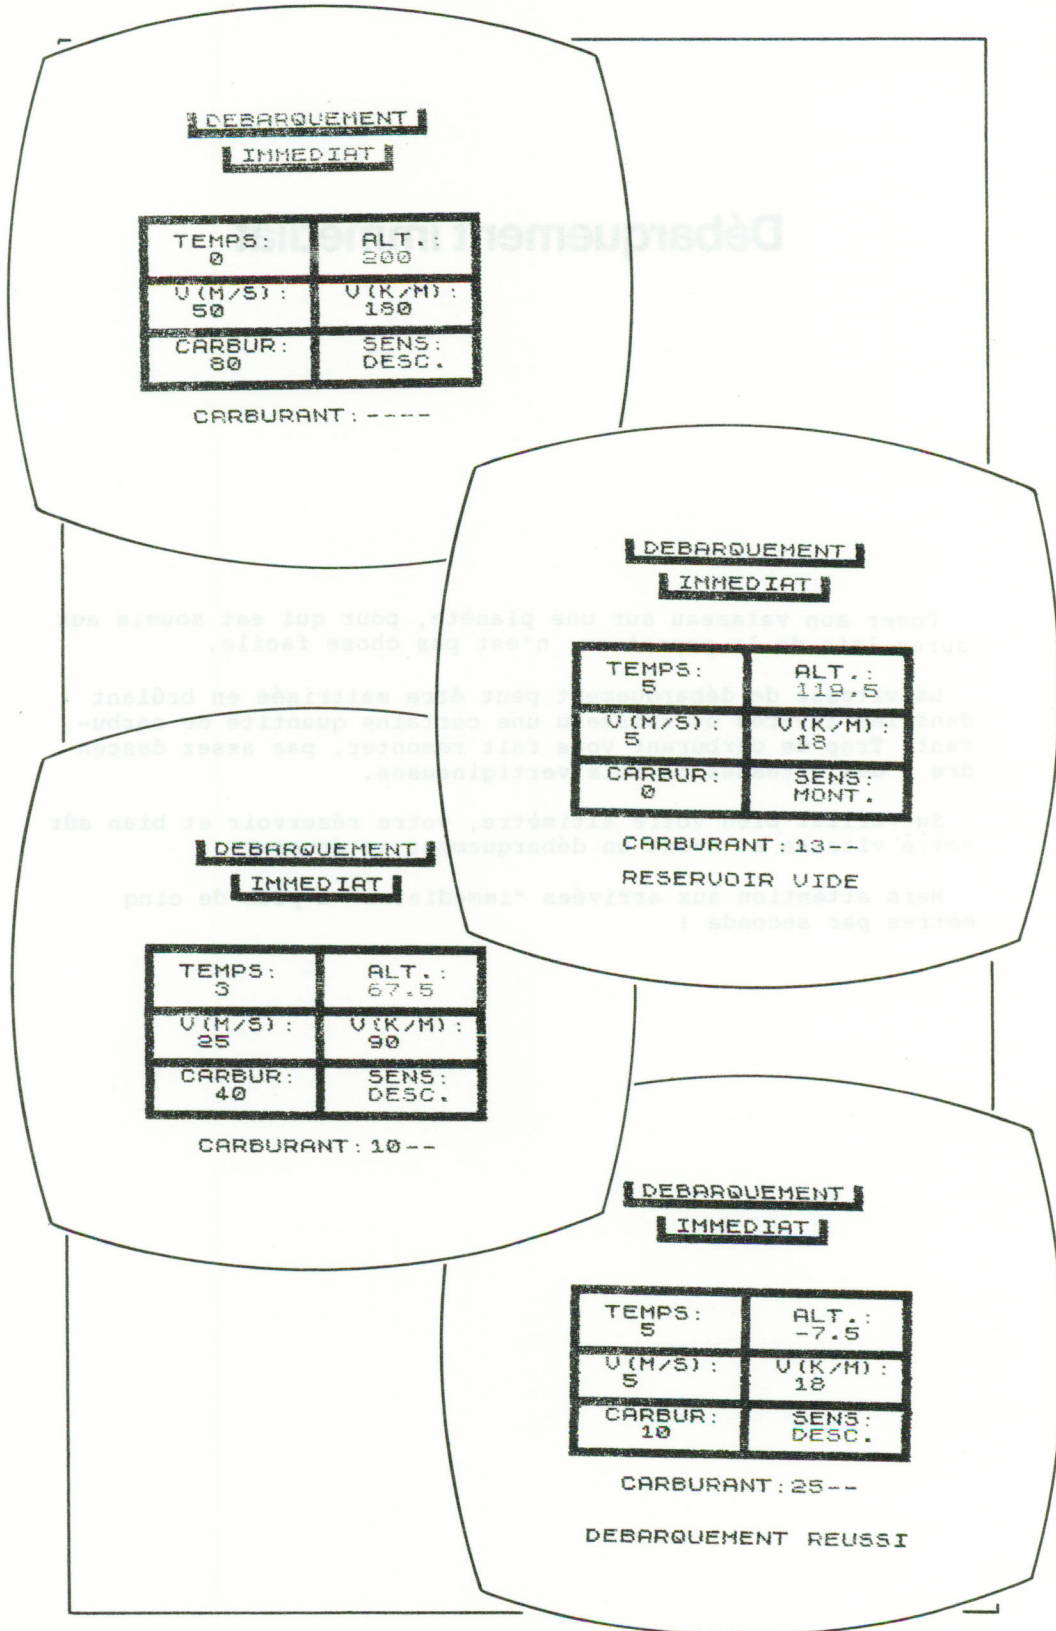 DEBARQUEMENT
IMMEDIAT
TEMPS: ALT.:
0 200
V(M/S): V(K/M):
50 180
CARBUR: SENS:
80 DESC.
CARBURANT:----
DEBARQUEMENT
IMMEDIAT
TEMPS: ALT.:
5 119.5
V(M/S): V(K/M):
5 18
CARBUR: SENS:
0 MONT.
CARBURANT:13--
RESERVOIR VIDE
DEBARQUEMENT
IMMEDIAT
TEMPS: ALT.:
3 67.5
V(M/S): V(K/M):
25 90
CARBUR: SENS:
40 DESC.
CARBURANT:10--
DEBARQUEMENT
IMMEDIAT
TEMPS: ALT.:
5 -7.5
V(M/S): V(K/M):
5 18
CARBUR: SENS:
10 DESC.
CARBURANT:25--
DEBARQUEMENT REUSSI
Débarquement immédiat